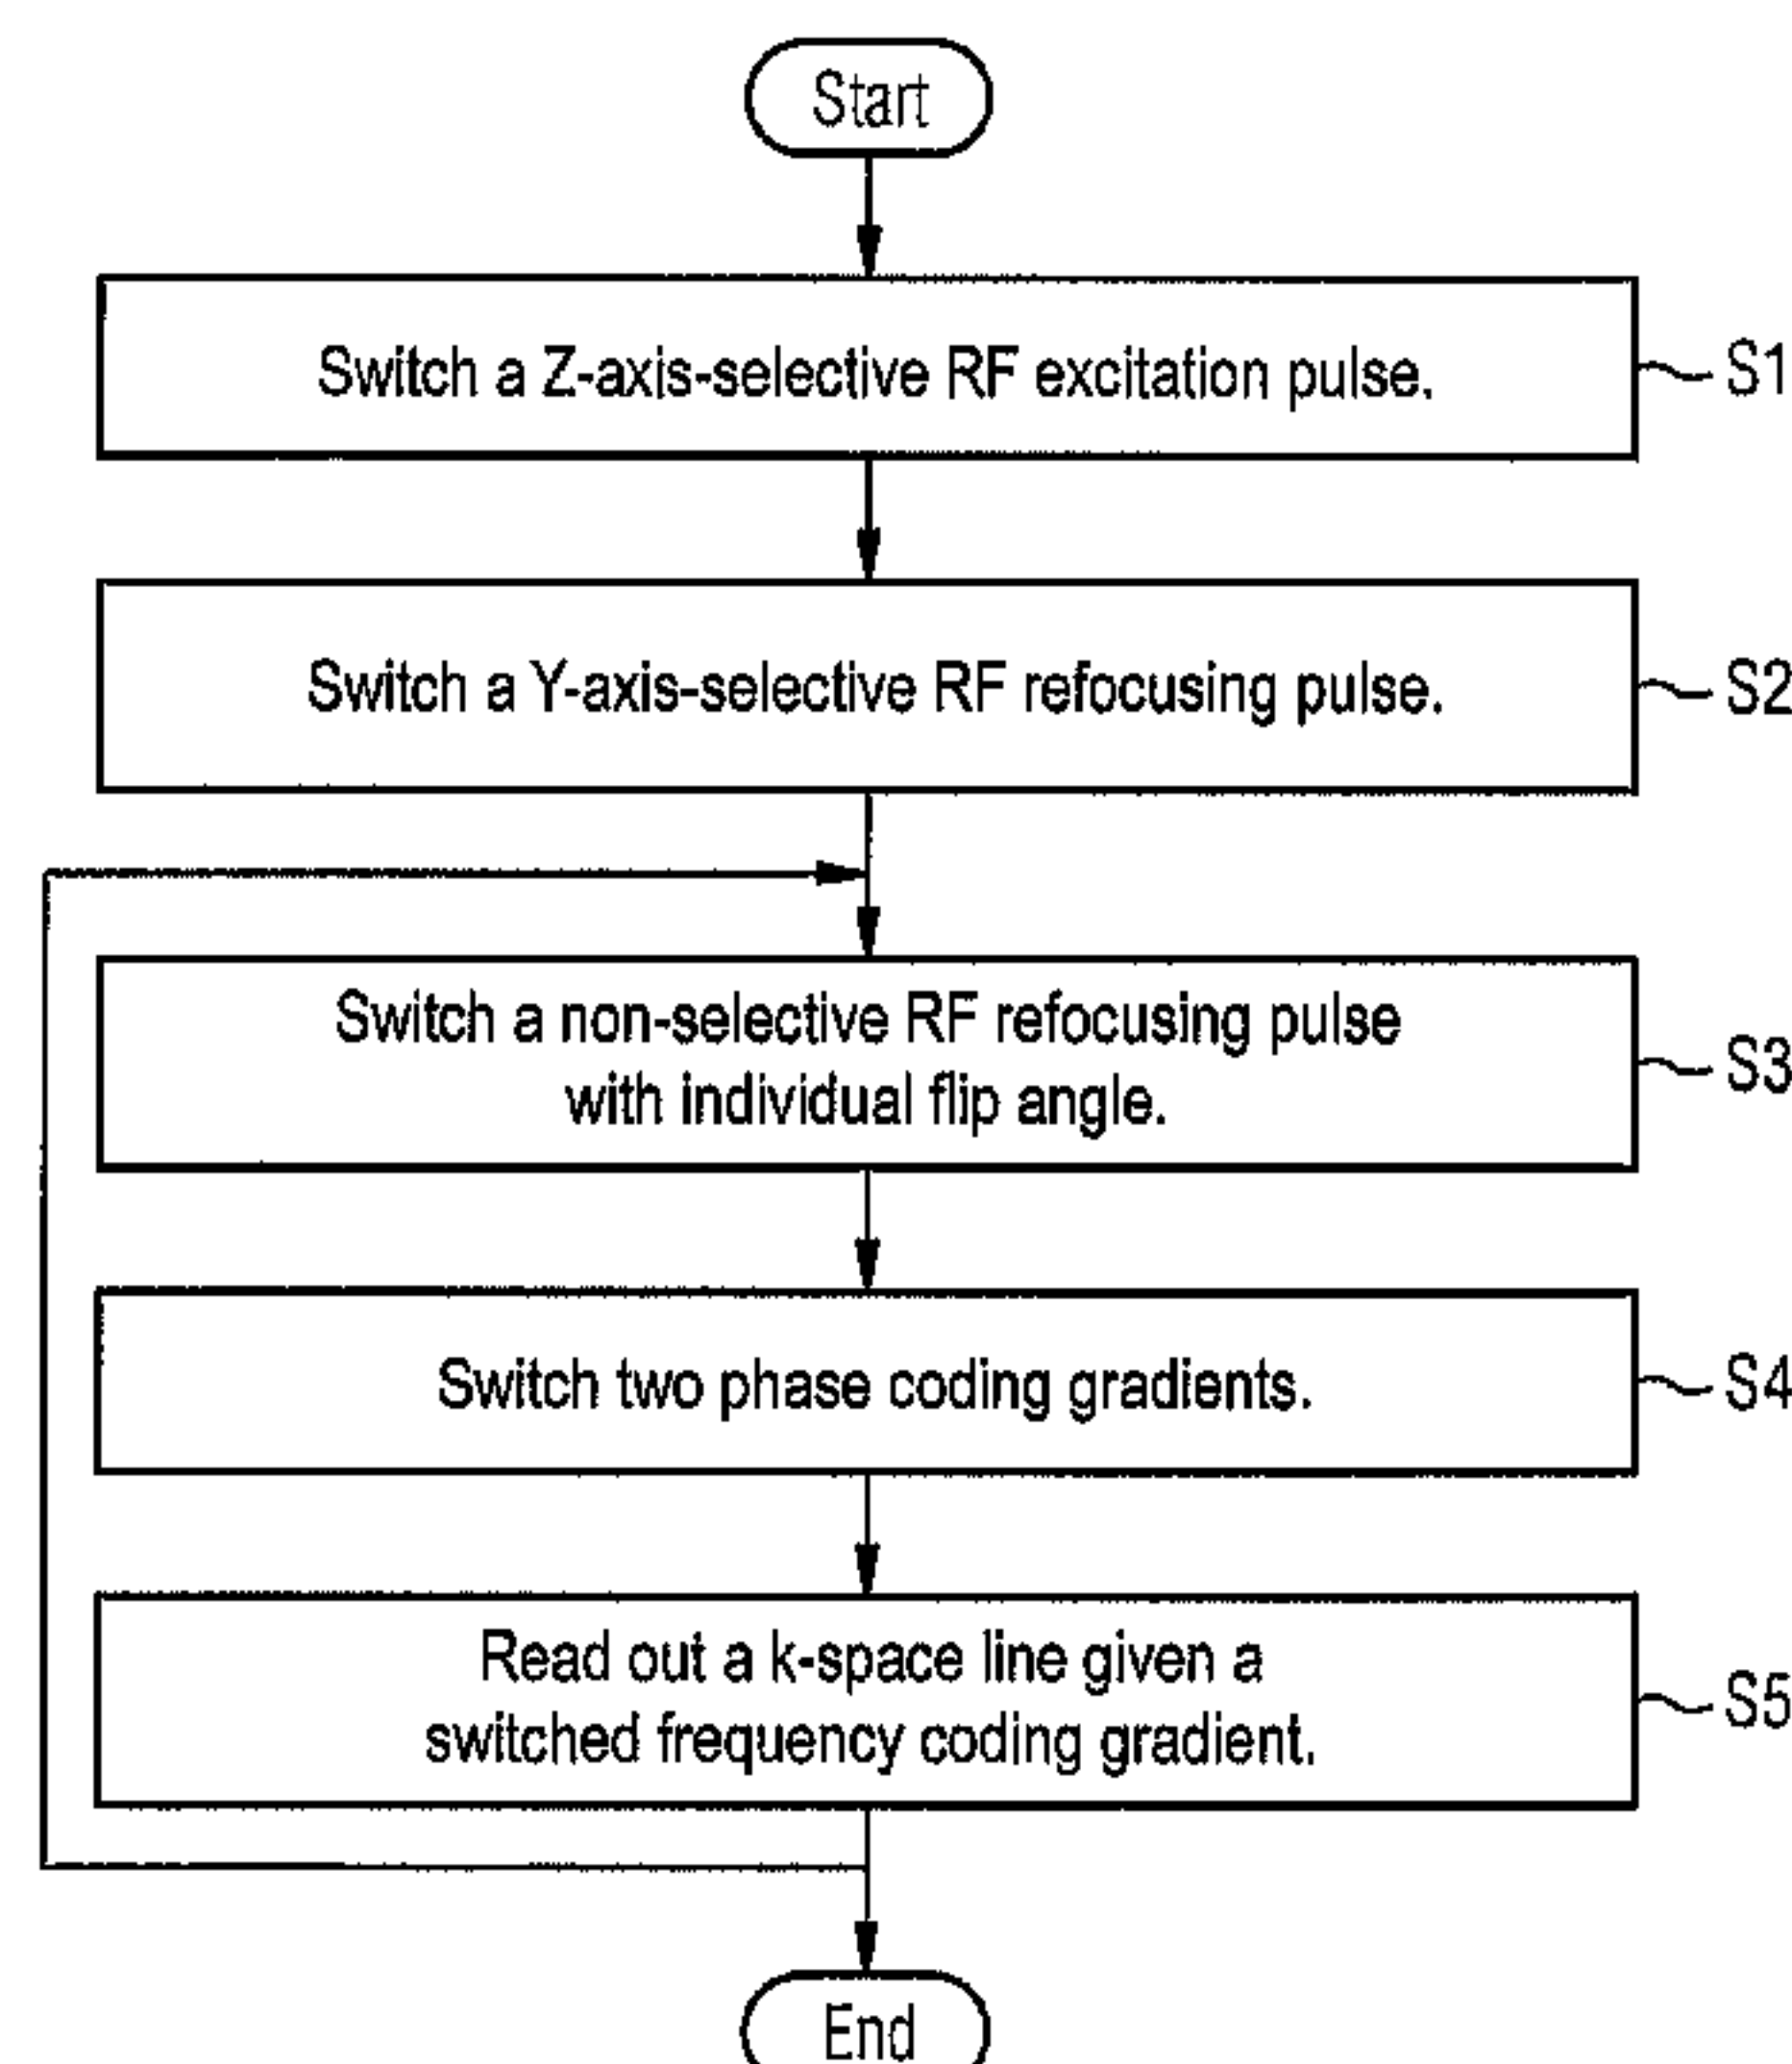 Start
Switch a Z-axis-selective RF excitation pulse.
S1
Switch a Y-axis-selective RF refocusing pulse.
S2
Switch a non-selective RF refocusing pulse
with individual flip angle.
S3
Switch two phase coding gradients.
S4
Read out a k-space line given a
switched frequency coding gradient.
S5
End